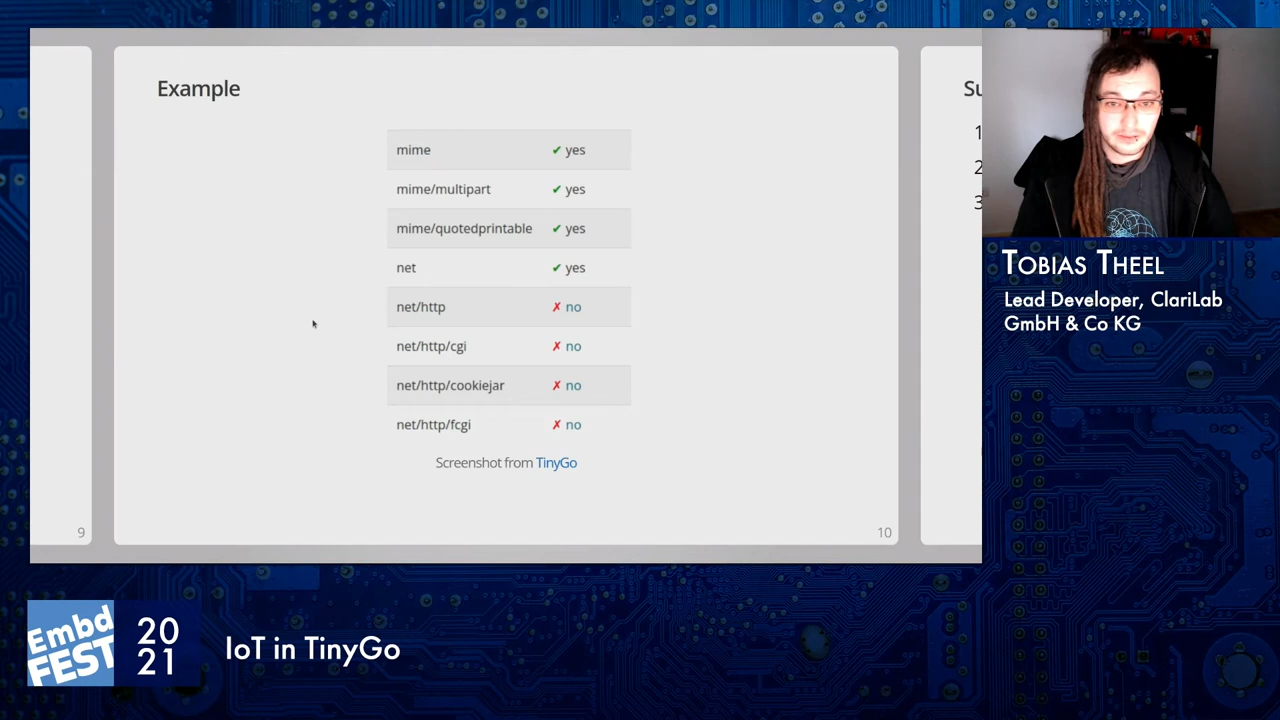 Example
mime ✔ yes
mime/multipart ✔ yes
mime/quotedprintable ✔ yes
net ✔ yes
net/http ✗ no
net/http/cgi ✗ no
net/http/cookiejar ✗ no
net/http/fcgi ✗ no
Screenshot from TinyGo
9
10
Su
1
2
3
Tobias Theel
Lead Developer, ClariLab
GmbH & Co KG
Embd
FEST
20
21
IoT in TinyGo